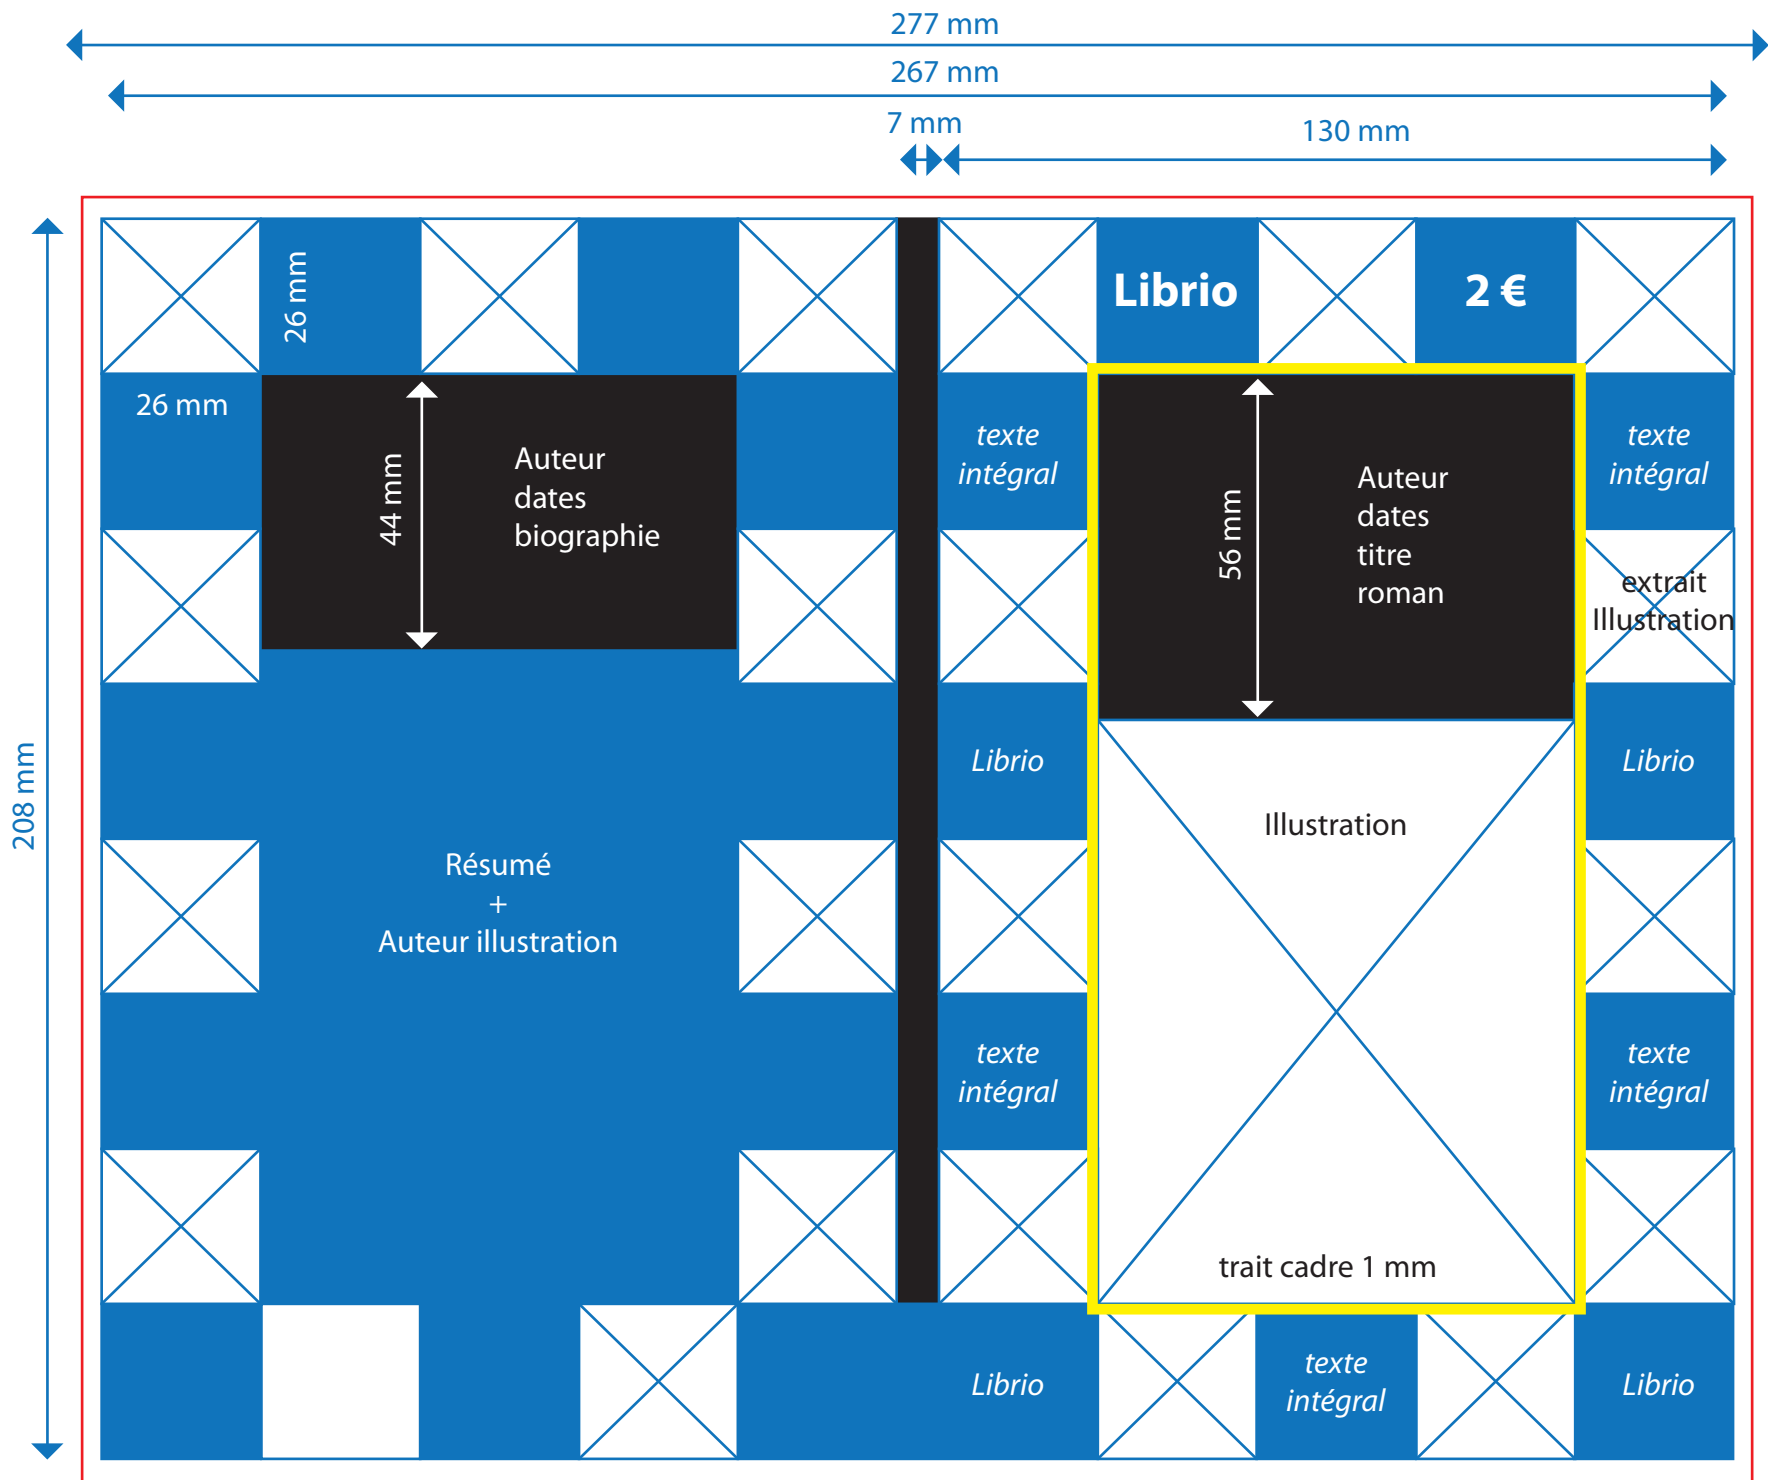 277 mm
267 mm
7 mm
130 mm
26 mm
Librio
2 €
26 mm
44 mm
Auteur
dates
biographie
texte
intégral
56 mm
Auteur
dates
titre
roman
texte
intégral
extrait
Illustration
208 mm
Librio
Librio
Illustration
Résumé
+
Auteur illustration
texte
intégral
texte
intégral
trait cadre 1 mm
Librio
texte
intégral
Librio